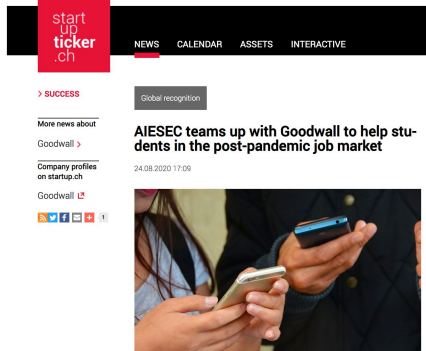 start
up
ticker
.ch
NEWS CALENDAR ASSETS INTERACTIVE
> SUCCESS
More news about
Goodwall >
Company profiles
on startup.ch
Goodwall
1
Global recognition
AIESEC teams up with Goodwall to help stu-
dents in the post-pandemic job market
24.08.2020 17:09